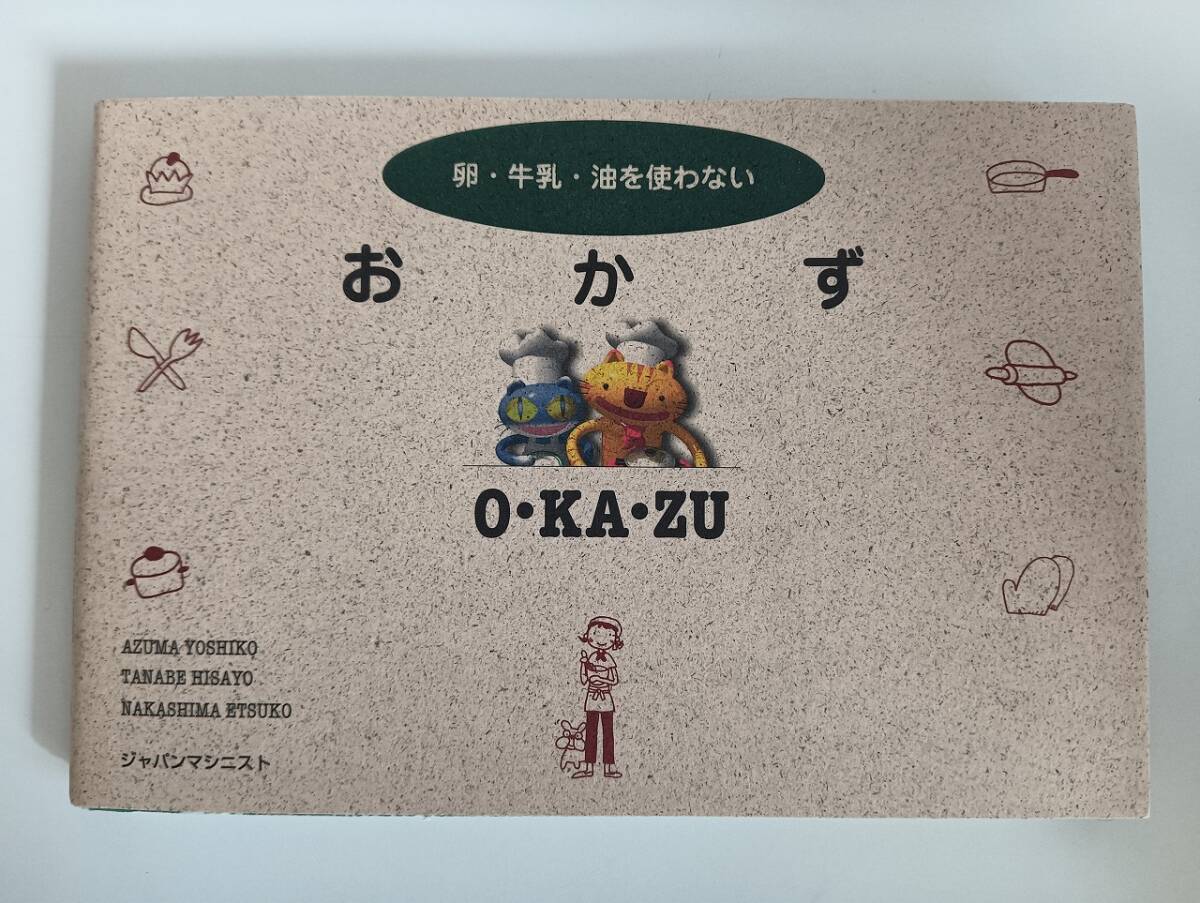 卵・牛乳・油を使わない
おかず
O・KA・ZU
AZUMA YOSHIKO
TANABE HISAYO
NAKASHIMA ETSUKO
ジャパンマシニスト